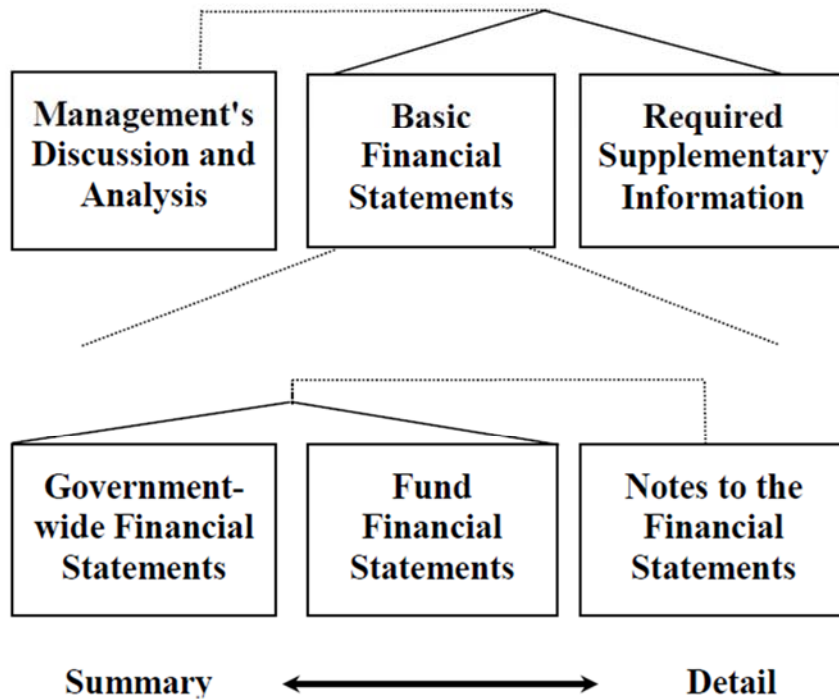 Management's
Discussion and
Analysis
Basic
Financial
Statements
Required
Supplementary
Information
Government-
wide Financial
Statements
Fund
Financial
Statements
Notes to the
Financial
Statements
Summary
Detail